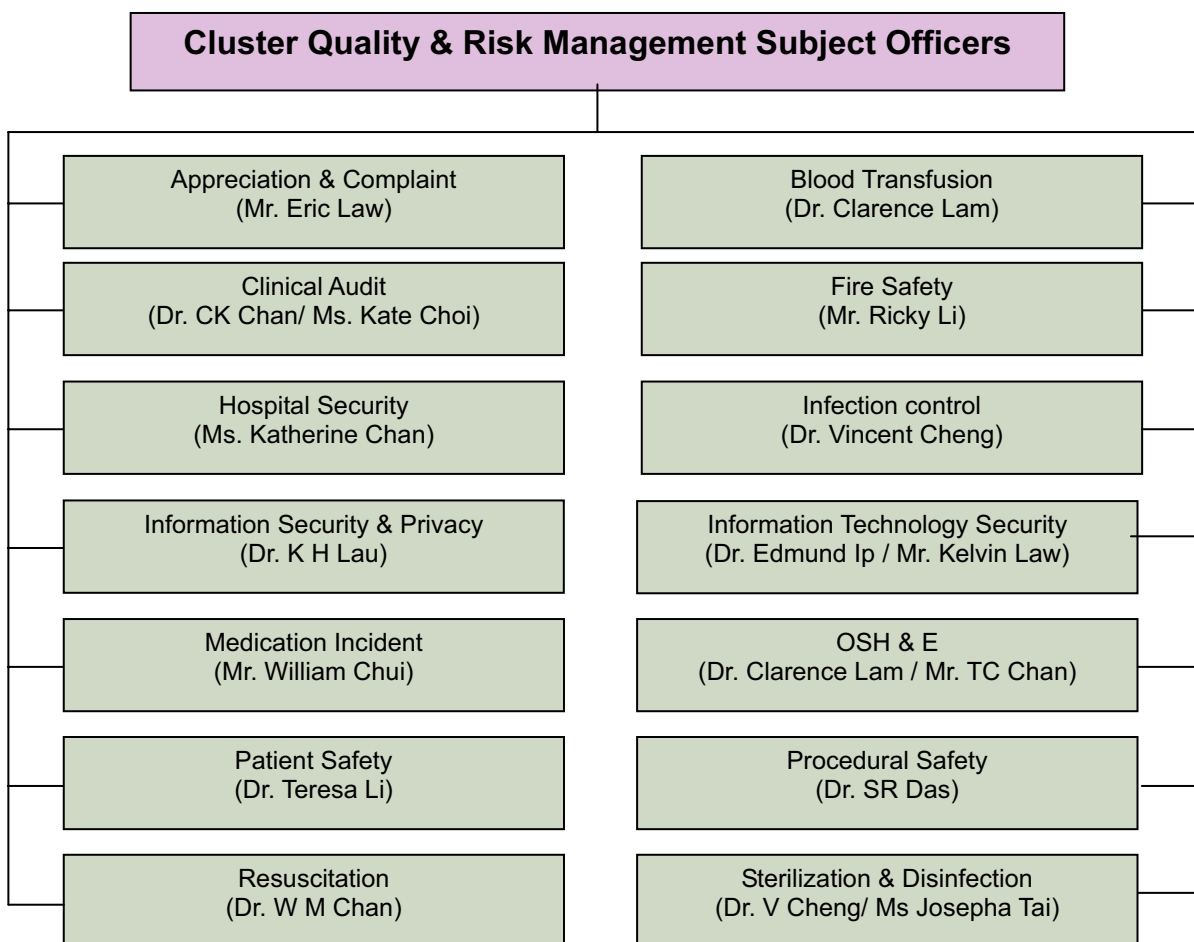 Cluster Quality & Risk Management Subject Officers
Appreciation & Complaint
(Mr. Eric Law)
Blood Transfusion
(Dr. Clarence Lam)
Clinical Audit
(Dr. CK Chan/ Ms. Kate Choi)
Fire Safety
(Mr. Ricky Li)
Hospital Security
(Ms. Katherine Chan)
Infection control
(Dr. Vincent Cheng)
Information Security & Privacy
(Dr. K H Lau)
Information Technology Security
(Dr. Edmund Ip / Mr. Kelvin Law)
Medication Incident
(Mr. William Chui)
OSH & E
(Dr. Clarence Lam / Mr. TC Chan)
Patient Safety
(Dr. Teresa Li)
Procedural Safety
(Dr. SR Das)
Resuscitation
(Dr. W M Chan)
Sterilization & Disinfection
(Dr. V Cheng/ Ms Josepha Tai)